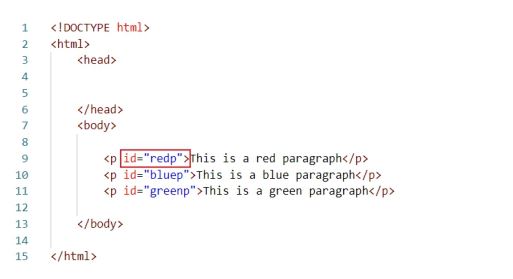 1 <!DOCTYPE html>
2 <html>
3 <head>
4
5
6 </head>
7 <body>
8
9 <p id="redp">This is a red paragraph</p>
10 <p id="bluep">This is a blue paragraph</p>
11 <p id="greenp">This is a green paragraph</p>
12
13 </body>
14
15 </html>